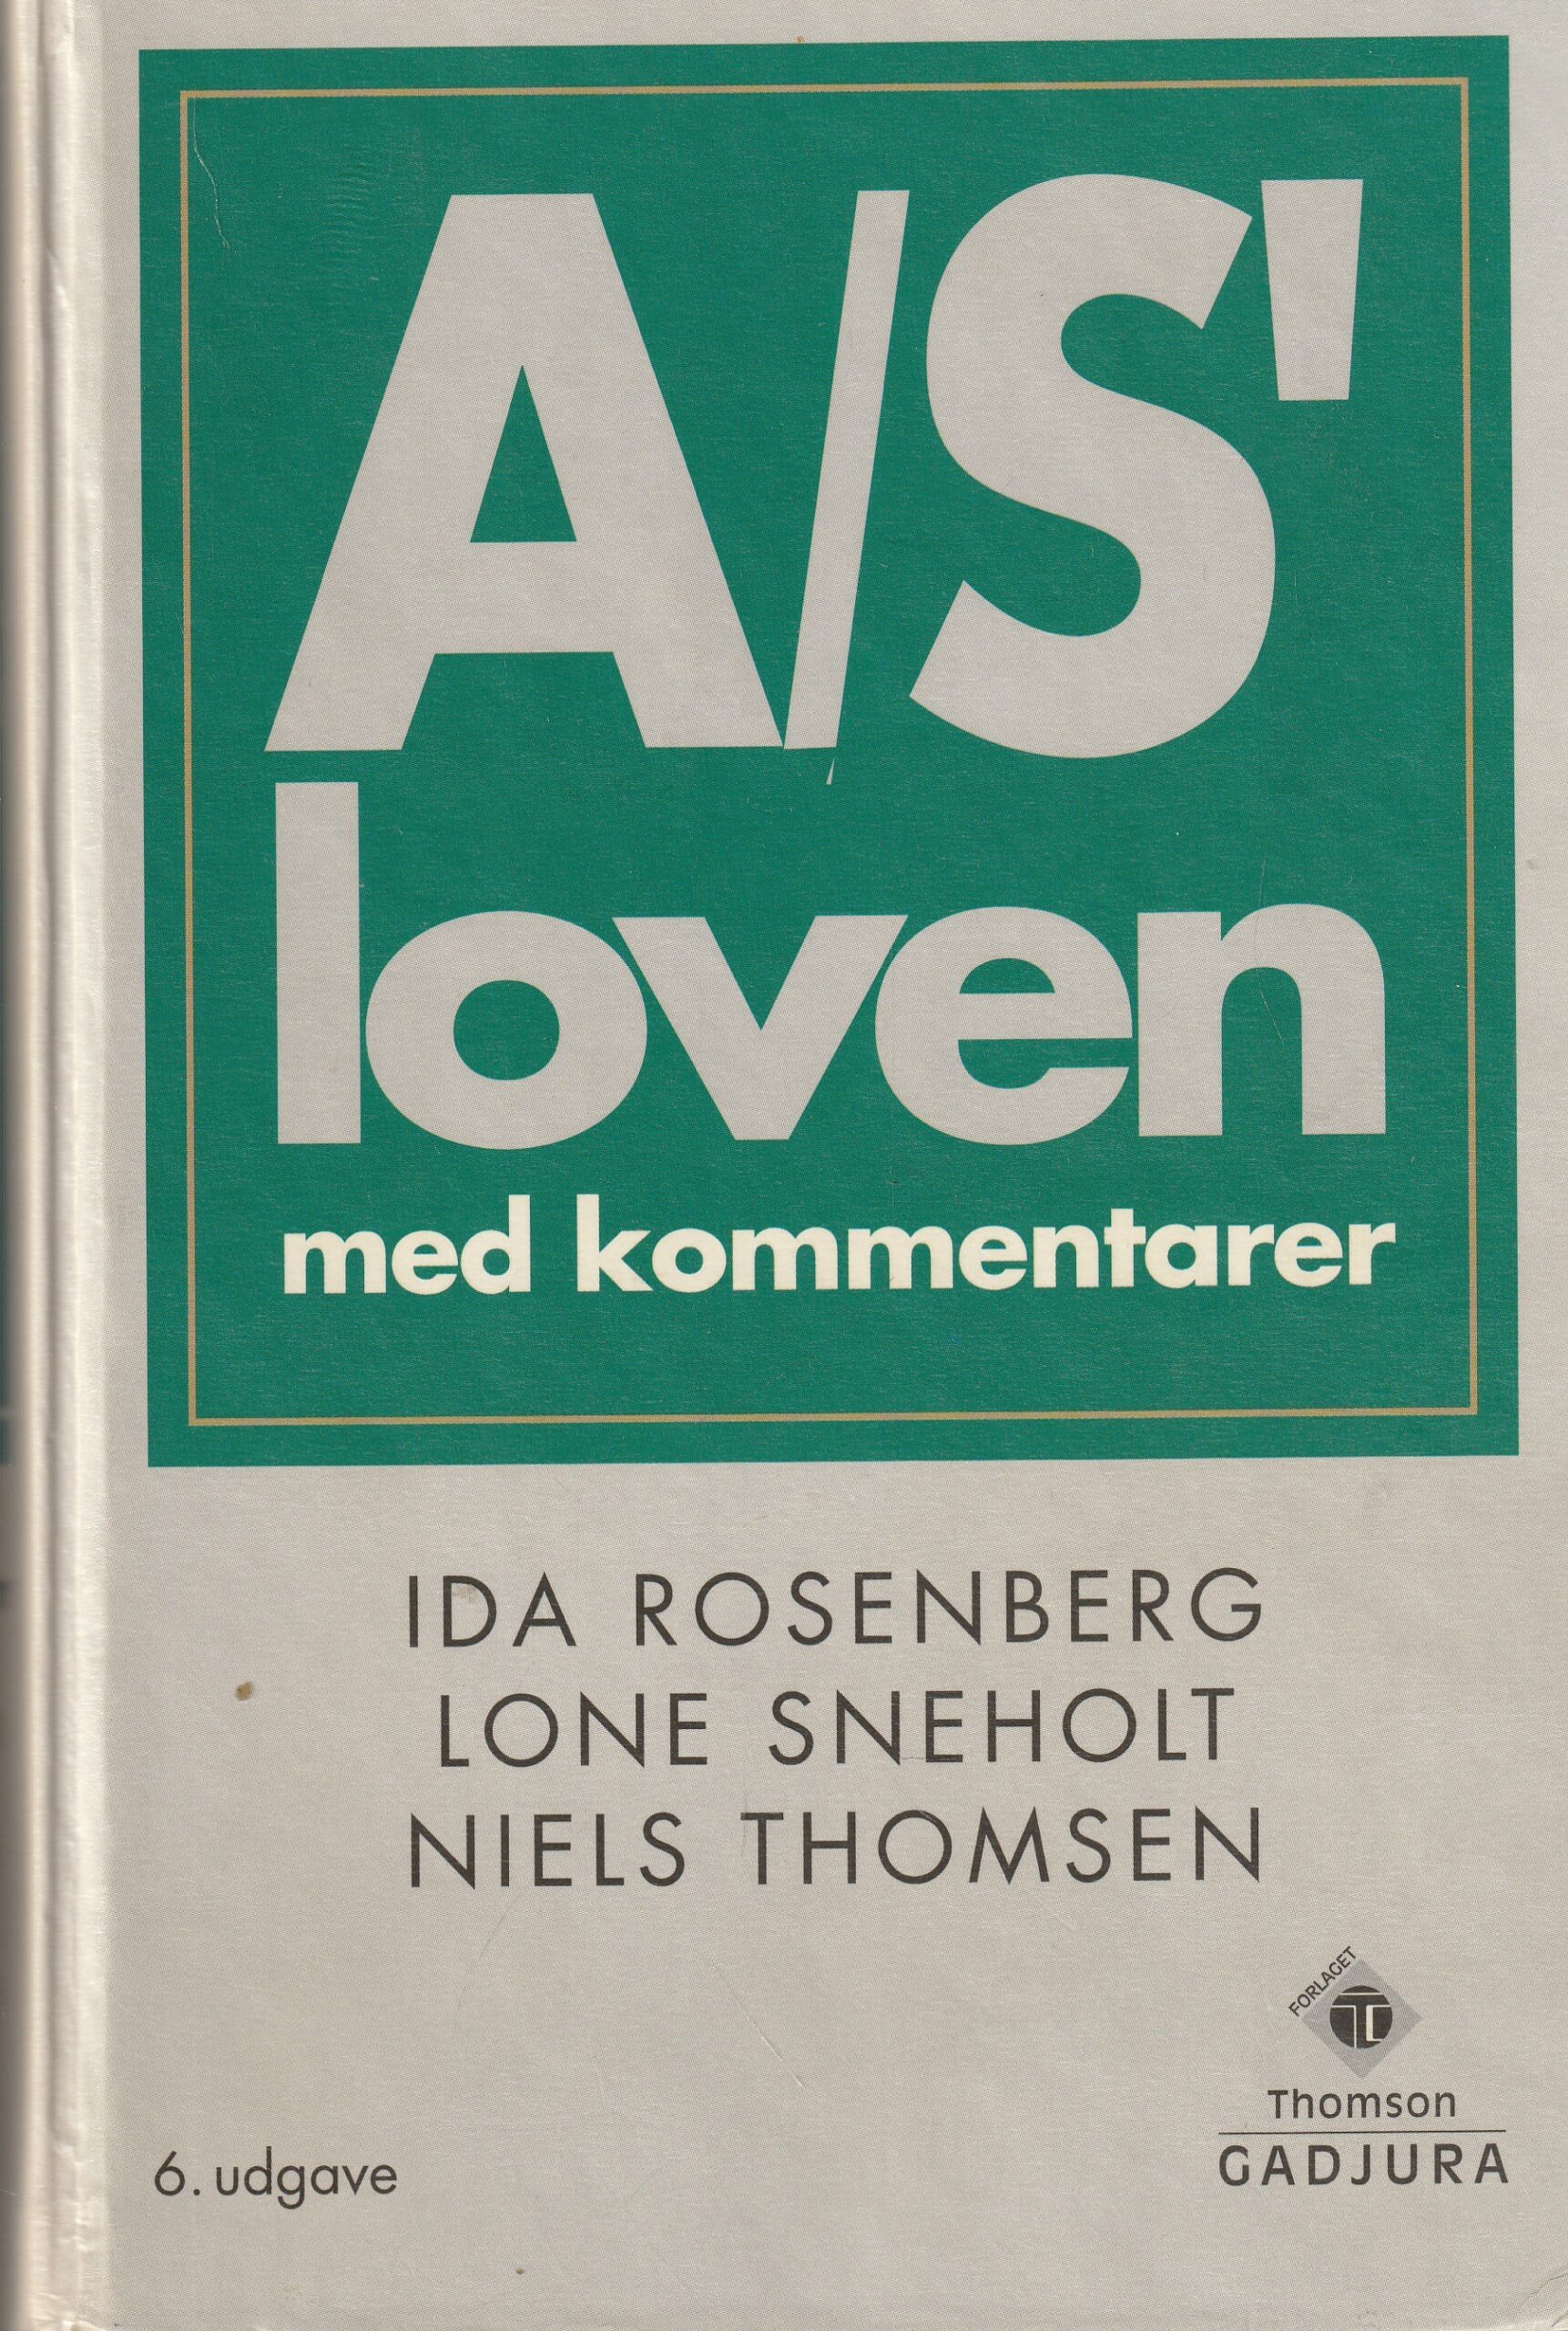 A/S'
loven
med kommentarer
IDA ROSENBERG
LONE SNEHOLT
NIELS THOMSEN
FORLAGET
Thomson
GADJURA
6. udgave